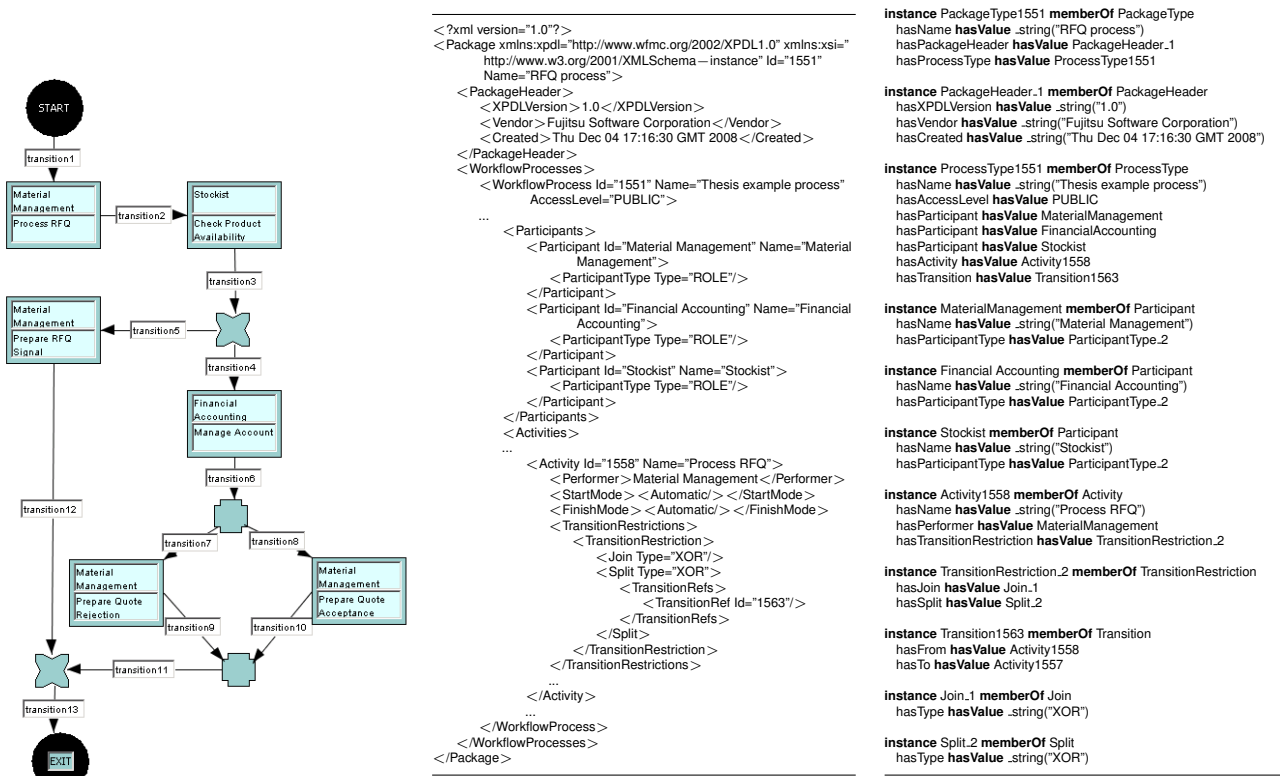 START
transition1
Material
Management
Process RFQ
transition2
Stockist
Check Product
Availability
transition3
Material
Management
Prepare RFQ
Signal
transition5
transition4
Financial
Accounting
Manage Account
transition6
transition12
transition7
transition8
Material
Management
Prepare Quote
Rejection
Material
Management
Prepare Quote
Acceptance
transition9
transition10
transition11
transition13
EXIT
<?xml version="1.0"?>
<Package xmlns:xpdl="http://www.wfmc.org/2002/XPDL1.0" xmlns:xsi="
http://www.w3.org/2001/XMLSchema−instance" Id="1551"
Name="RFQ process">
<PackageHeader>
<XPDLVersion>1.0</XPDLVersion>
<Vendor>Fujitsu Software Corporation</Vendor>
<Created>Thu Dec 04 17:16:30 GMT 2008</Created>
</PackageHeader>
<WorkflowProcesses>
<WorkflowProcess Id="1551" Name="Thesis example process"
AccessLevel="PUBLIC">
...
<Participants>
<Participant Id="Material Management" Name="Material
Management">
<ParticipantType Type="ROLE"/>
</Participant>
<Participant Id="Financial Accounting" Name="Financial
Accounting">
<ParticipantType Type="ROLE"/>
</Participant>
<Participant Id="Stockist" Name="Stockist">
<ParticipantType Type="ROLE"/>
</Participant>
</Participants>
<Activities>
...
<Activity Id="1558" Name="Process RFQ">
<Performer>Material Management</Performer>
<StartMode><Automatic/></StartMode>
<FinishMode><Automatic/></FinishMode>
<TransitionRestrictions>
<TransitionRestriction>
<Join Type="XOR"/>
<Split Type="XOR">
<TransitionRefs>
<TransitionRef Id="1563"/>
</TransitionRefs>
</Split>
</TransitionRestriction>
</TransitionRestrictions>
...
</Activity>
...
</WorkflowProcess>
</WorkflowProcesses>
</Package>
instance PackageType1551 memberOf PackageType
hasName hasValue _string("RFQ process")
hasPackageHeader hasValue PackageHeader_1
hasProcessType hasValue ProcessType1551
instance PackageHeader_1 memberOf PackageHeader
hasXPDLVersion hasValue _string("1.0")
hasVendor hasValue _string("Fujitsu Software Corporation")
hasCreated hasValue _string("Thu Dec 04 17:16:30 GMT 2008")
instance ProcessType1551 memberOf ProcessType
hasName hasValue _string("Thesis example process")
hasAccessLevel hasValue PUBLIC
hasParticipant hasValue MaterialManagement
hasParticipant hasValue FinancialAccounting
hasParticipant hasValue Stockist
hasActivity hasValue Activity1558
hasTransition hasValue Transition1563
instance MaterialManagement memberOf Participant
hasName hasValue _string("Material Management")
hasParticipantType hasValue ParticipantType_2
instance Financial Accounting memberOf Participant
hasName hasValue _string("Financial Accounting")
hasParticipantType hasValue ParticipantType_2
instance Stockist memberOf Participant
hasName hasValue _string("Stockist")
hasParticipantType hasValue ParticipantType_2
instance Activity1558 memberOf Activity
hasName hasValue _string("Process RFQ")
hasPerformer hasValue MaterialManagement
hasTransitionRestriction hasValue TransitionRestriction_2
instance TransitionRestriction_2 memberOf TransitionRestriction
hasJoin hasValue Join_1
hasSplit hasValue Split_2
instance Transition1563 memberOf Transition
hasFrom hasValue Activity1558
hasTo hasValue Activity1557
instance Join_1 memberOf Join
hasType hasValue _string("XOR")
instance Split_2 memberOf Split
hasType hasValue _string("XOR")